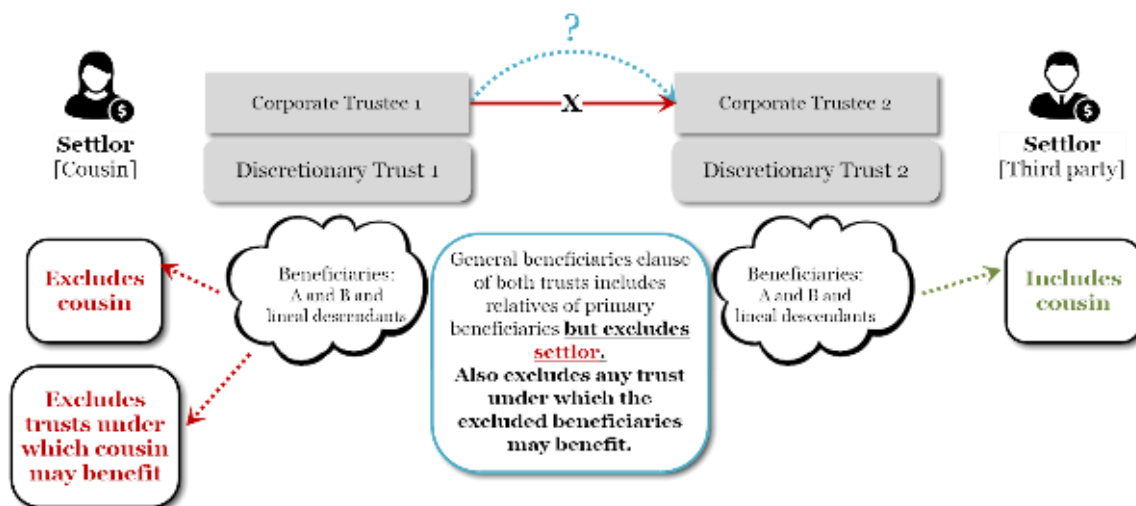 ?
Corporate Trustee 1
X
Corporate Trustee 2
$
$
Settlor
[Cousin]
Discretionary Trust 1
Discretionary Trust 2
Settlor
[Third party]
Excludes
cousin
Beneficiaries:
A and B and
lineal descendants
General beneficiaries clause
of both trusts includes
relatives of primary
beneficiaries but excludes
settlor.
Also excludes any trust
under which the
excluded beneficiaries
may benefit.
Beneficiaries:
A and B and
lineal descendants
Includes
cousin
Excludes
trusts under
which cousin
may benefit